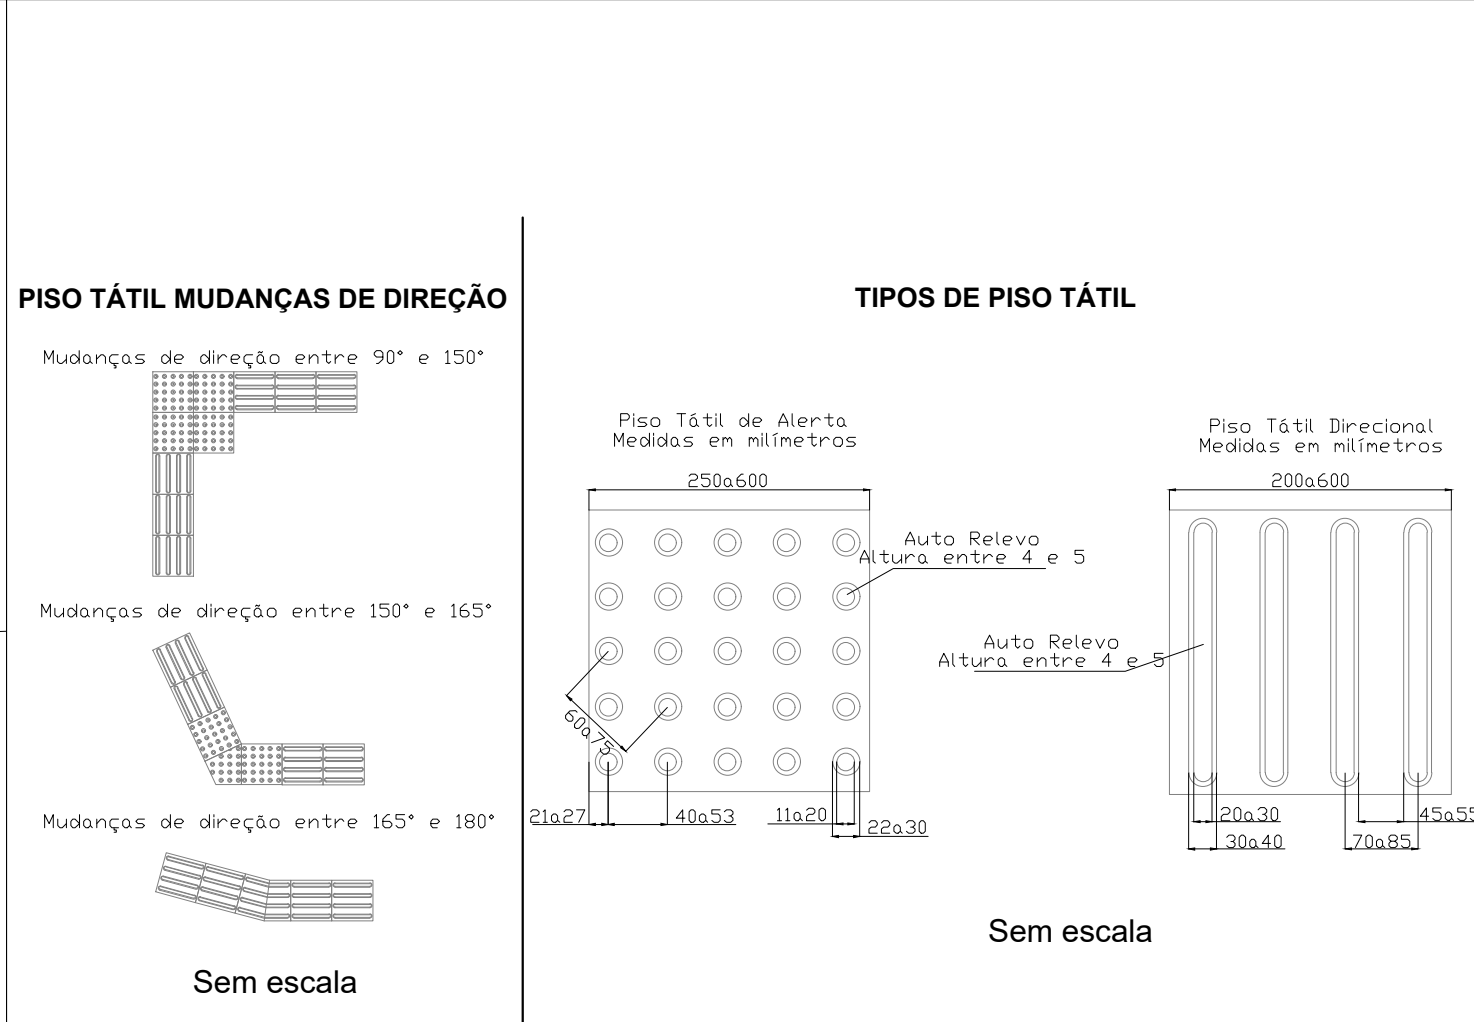 PISO TÁTIL MUDANÇAS DE DIREÇÃO
Mudanças de direção entre 90° e 150°
Mudanças de direção entre 150° e 165°
Mudanças de direção entre 165° e 180°
Sem escala
TIPOS DE PISO TÁTIL
Piso Tátil de Alerta
Medidas em milímetros
250a600
Auto Relevo
Altura entre 4 e 5
60a75
21a27
40a53
11a20
22a30
Piso Tátil Direcional
Medidas em milímetros
200a600
Auto Relevo
Altura entre 4 e 5
20a30
30a40
70a85
45a55
Sem escala